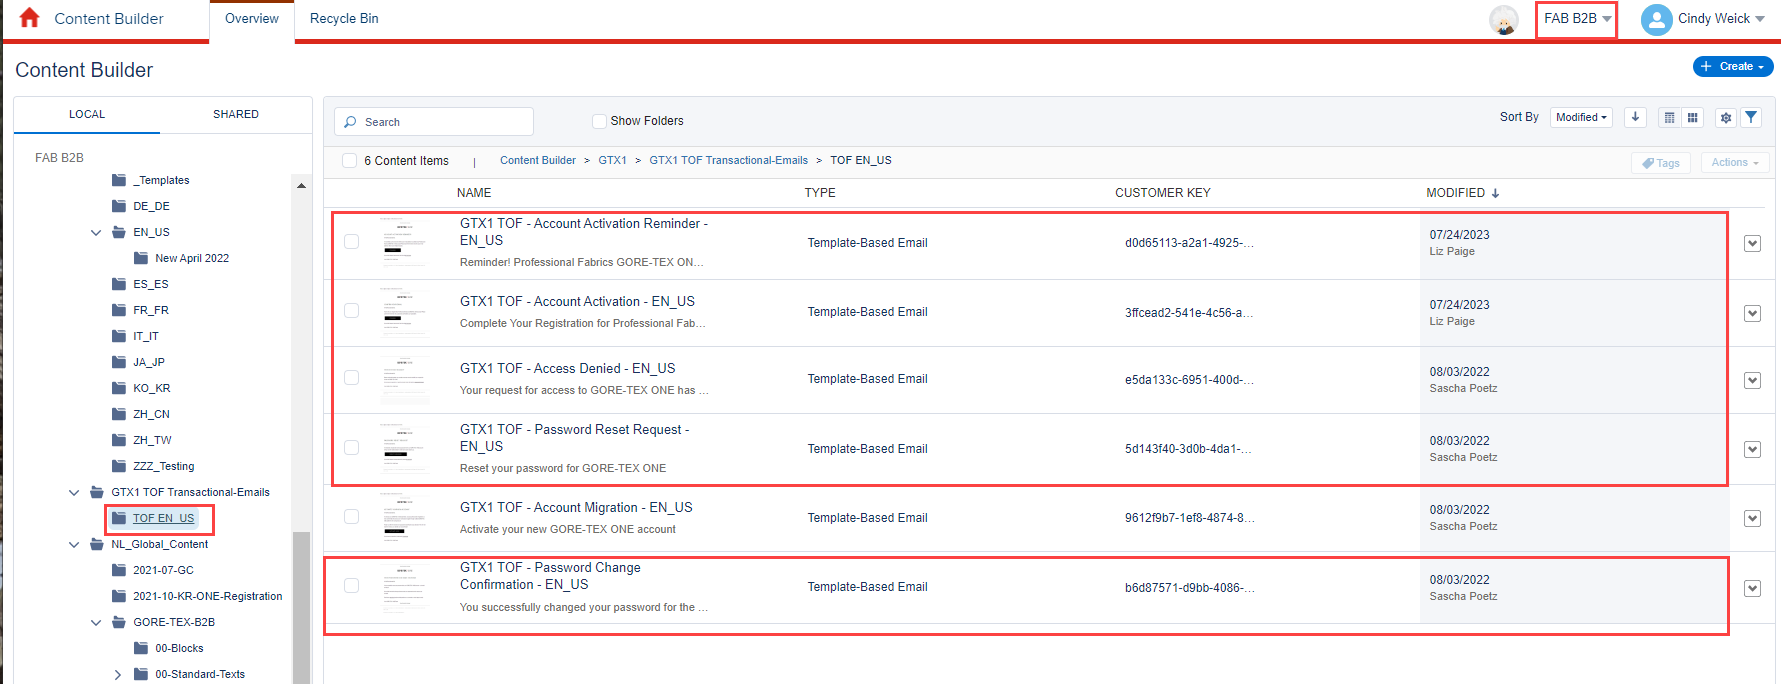 Content Builder
Overview
Recycle Bin
FAB B2B
Cindy Weick
Content Builder
Create
LOCAL
SHARED
FAB B2B
_Templates
DE_DE
EN_US
New April 2022
ES_ES
FR_FR
IT_IT
JA_JP
KO_KR
ZH_CN
ZH_TW
ZZZ_Testing
GTX1 TOF Transactional-Emails
TOF EN_US
NL_Global_Content
2021-07-GC
2021-10-KR-ONE-Registration
GORE-TEX-B2B
00-Blocks
00-Standard-Texts
Search
Show Folders
Sort By Modified
6 Content Items | Content Builder > GTX1 > GTX1 TOF Transactional-Emails > TOF EN_US
Tags
Actions
NAME TYPE CUSTOMER KEY MODIFIED
GTX1 TOF - Account Activation Reminder -
EN_US
Reminder! Professional Fabrics GORE-TEX ON...
Template-Based Email
d0d65113-a2a1-4925-...
07/24/2023
Liz Paige
GTX1 TOF - Account Activation - EN_US
Complete Your Registration for Professional Fab...
Template-Based Email
3ffcead2-541e-4c56-a...
07/24/2023
Liz Paige
GTX1 TOF - Access Denied - EN_US
Your request for access to GORE-TEX ONE has ...
Template-Based Email
e5da133c-6951-400d-...
08/03/2022
Sascha Poetz
GTX1 TOF - Password Reset Request -
EN_US
Reset your password for GORE-TEX ONE
Template-Based Email
5d143f40-3d0b-4da1-...
08/03/2022
Sascha Poetz
GTX1 TOF - Account Migration - EN_US
Activate your new GORE-TEX ONE account
Template-Based Email
9612f9b7-1ef8-4874-8...
08/03/2022
Sascha Poetz
GTX1 TOF - Password Change
Confirmation - EN_US
You successfully changed your password for the ...
Template-Based Email
b6d87571-d9bb-4086-...
08/03/2022
Sascha Poetz